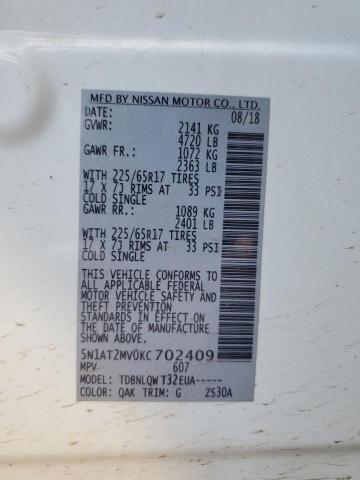 MFD BY NISSAN MOTOR CO., LTD.
DATE: 08/18
GVWR: 2141 KG
4720 LB
GAWR FR.: 1072 KG
2363 LB
WITH 225/65R17 TIRES
17 X 7J RIMS AT 33 PSI
COLD SINGLE
GAWR RR.: 1089 KG
2401 LB
WITH 225/65R17 TIRES
17 X 7J RIMS AT 33 PSI
COLD SINGLE
THIS VEHICLE CONFORMS TO
ALL APPLICABLE FEDERAL
MOTOR VEHICLE SAFETY
AND THEFT PREVENTION
STANDARDS IN EFFECT ON
THE DATE OF MANUFACTURE
SHOWN ABOVE.
5N1AT2MV0KC702409
MPV 607
MODEL: TDBNLQW T32EUA-----
COLOR: QAK TRIM: G ZS30A